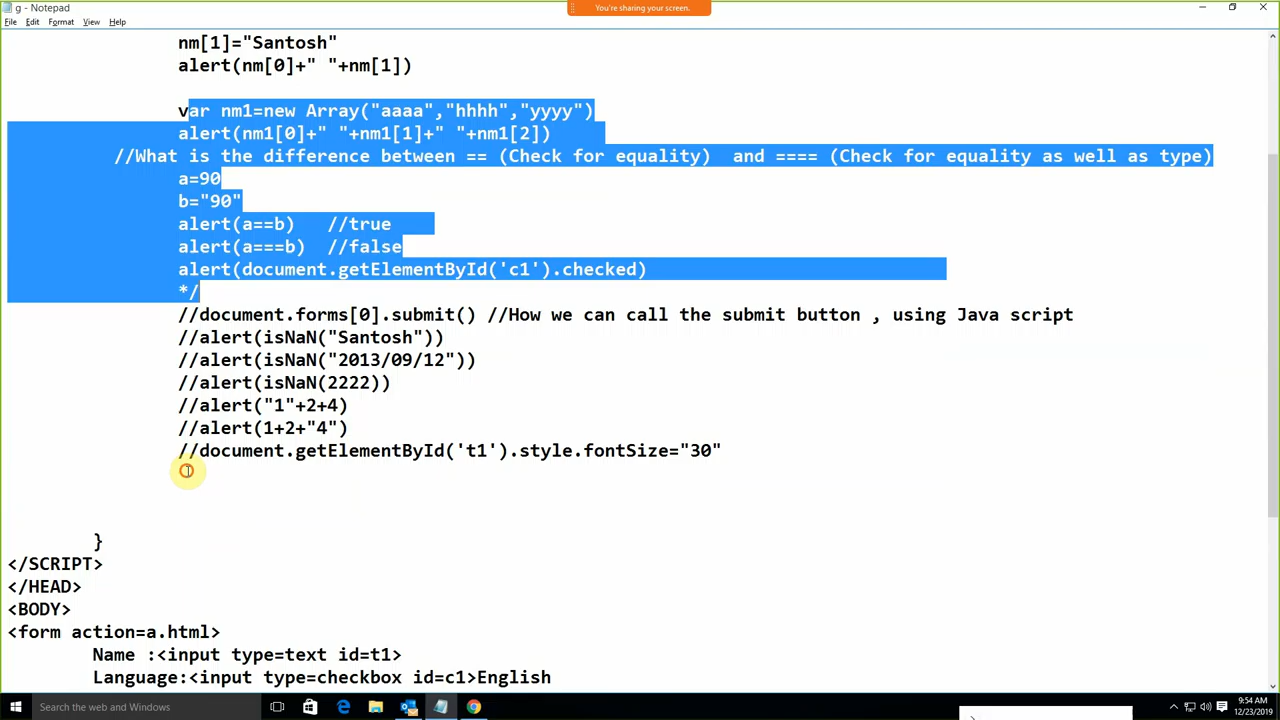 g - Notepad
You're sharing your screen.
File Edit Format View Help
nm[1]="Santosh"
alert(nm[0]+" "+nm[1])
var nm1=new Array("aaaa","hhhh","yyyy")
alert(nm1[0]+" "+nm1[1]+" "+nm1[2])
//What is the difference between == (Check for equality)  and ==== (Check for equality as well as type)
a=90
b="90"
alert(a==b)   //true
alert(a===b)  //false
alert(document.getElementById('c1').checked)
*/
//document.forms[0].submit() //How we can call the submit button , using Java script
//alert(isNaN("Santosh"))
//alert(isNaN("2013/09/12"))
//alert(isNaN(2222))
//alert("1"+2+4)
//alert(1+2+"4")
//document.getElementById('t1').style.fontSize="30"
}
</SCRIPT>
</HEAD>
<BODY>
<form action=a.html>
Name :<input type=text id=t1>
Language:<input type=checkbox id=c1>English
Search the web and Windows
9:54 AM
12/23/2019